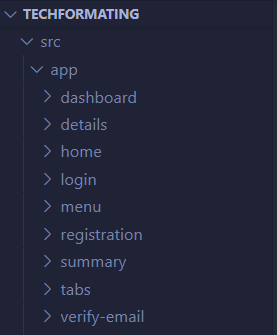 TECHFORMATING
src
app
dashboard
details
home
login
menu
registration
summary
tabs
verify-email